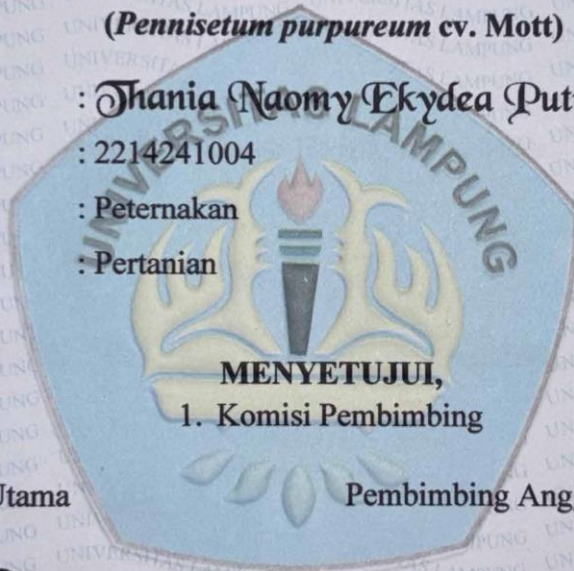 (Pennisetum purpureum cv. Mott)
: Thania Naomy Ekydea Put
: 2214241004
: Peternakan
: Pertanian
UNIVERSITAS LAMPUNG
MENYETUJUI,
1. Komisi Pembimbing
Utama Pembimbing Ang